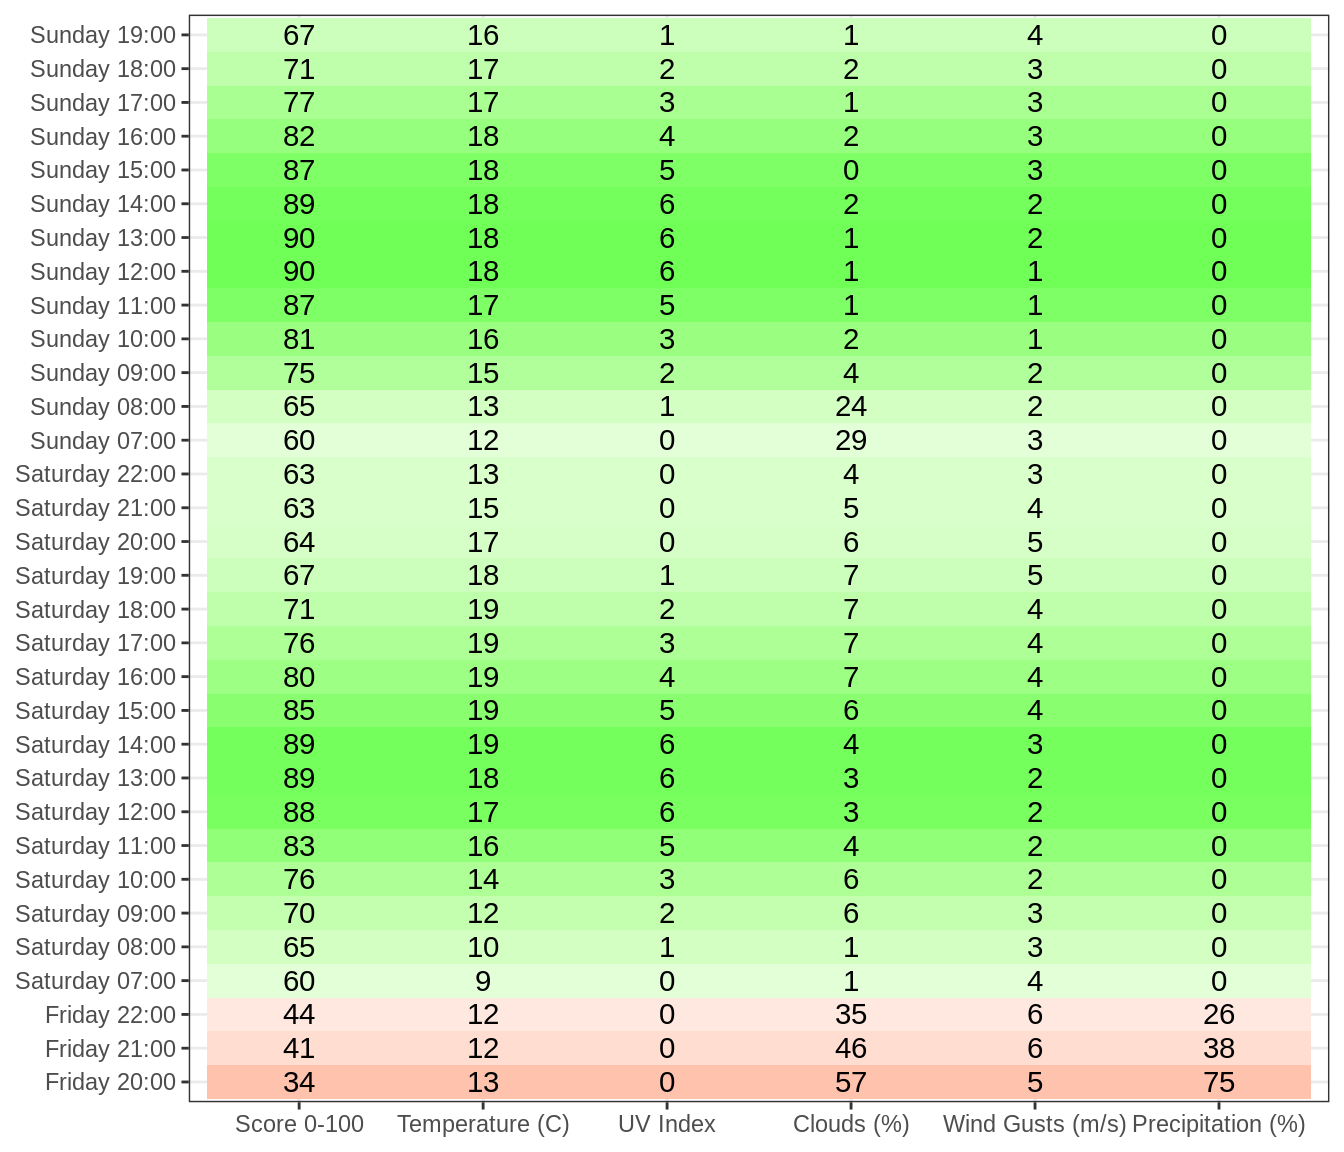 Sunday 19:00 67 16 1 1 4 0
Sunday 18:00 71 17 2 2 3 0
Sunday 17:00 77 17 3 1 3 0
Sunday 16:00 82 18 4 2 3 0
Sunday 15:00 87 18 5 0 3 0
Sunday 14:00 89 18 6 2 2 0
Sunday 13:00 90 18 6 1 2 0
Sunday 12:00 90 18 6 1 1 0
Sunday 11:00 87 17 5 1 1 0
Sunday 10:00 81 16 3 2 1 0
Sunday 09:00 75 15 2 4 2 0
Sunday 08:00 65 13 1 24 2 0
Sunday 07:00 60 12 0 29 3 0
Saturday 22:00 63 13 0 4 3 0
Saturday 21:00 63 15 0 5 4 0
Saturday 20:00 64 17 0 6 5 0
Saturday 19:00 67 18 1 7 5 0
Saturday 18:00 71 19 2 7 4 0
Saturday 17:00 76 19 3 7 4 0
Saturday 16:00 80 19 4 7 4 0
Saturday 15:00 85 19 5 6 4 0
Saturday 14:00 89 19 6 4 3 0
Saturday 13:00 89 18 6 3 2 0
Saturday 12:00 88 17 6 3 2 0
Saturday 11:00 83 16 5 4 2 0
Saturday 10:00 76 14 3 6 2 0
Saturday 09:00 70 12 2 6 3 0
Saturday 08:00 65 10 1 1 3 0
Saturday 07:00 60 9 0 1 4 0
Friday 22:00 44 12 0 35 6 26
Friday 21:00 41 12 0 46 6 38
Friday 20:00 34 13 0 57 5 75
Score 0-100 Temperature (C) UV Index Clouds (%) Wind Gusts (m/s) Precipitation (%)